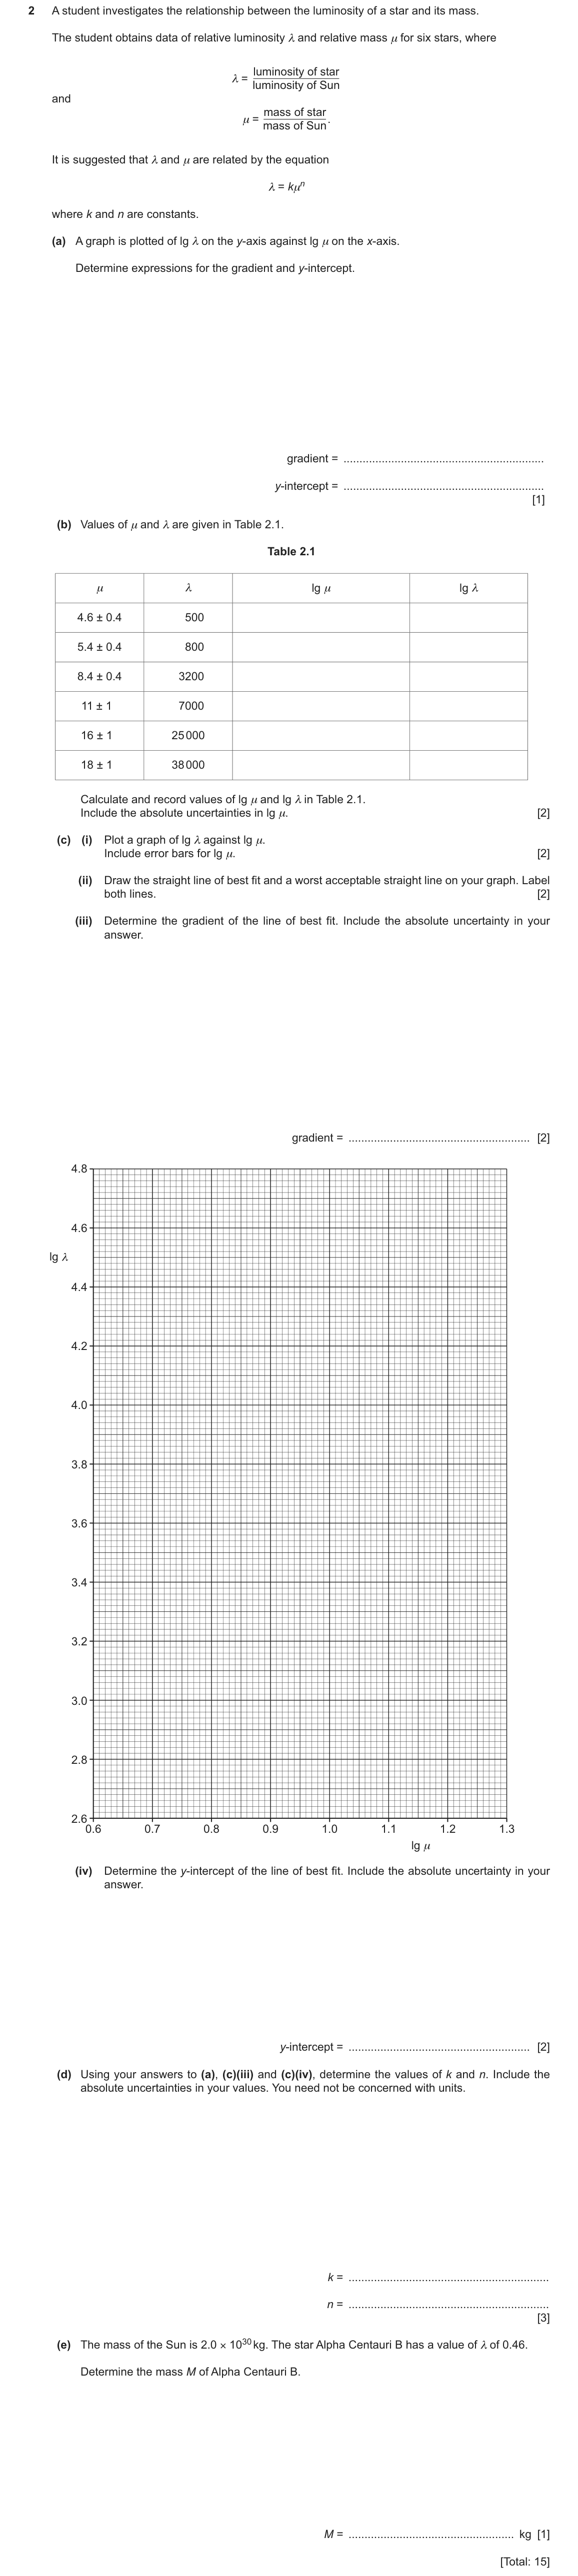 2 A student investigates the relationship between the luminosity of a star and its mass.
The student obtains data of relative luminosity λ and relative mass μ for six stars, where
λ = luminosity of star / luminosity of Sun
and
μ = mass of star / mass of Sun.
It is suggested that λ and μ are related by the equation
λ = kμⁿ
where k and n are constants.
(a) A graph is plotted of lg λ on the y-axis against lg μ on the x-axis.
Determine expressions for the gradient and y-intercept.
gradient = ...............................................................
y-intercept = ...............................................................
[1]
(b) Values of μ and λ are given in Table 2.1.
Table 2.1
μ λ lg μ lg λ
4.6 ± 0.4 500
5.4 ± 0.4 800
8.4 ± 0.4 3200
11 ± 1 7000
16 ± 1 25 000
18 ± 1 38 000
Calculate and record values of lg μ and lg λ in Table 2.1.
Include the absolute uncertainties in lg μ. [2]
(c) (i) Plot a graph of lg λ against lg μ.
Include error bars for lg μ. [2]
(ii) Draw the straight line of best fit and a worst acceptable straight line on your graph. Label
both lines. [2]
(iii) Determine the gradient of the line of best fit. Include the absolute uncertainty in your
answer.
gradient = ......................................................... [2]
4.8
4.6
lg λ
4.4
4.2
4.0
3.8
3.6
3.4
3.2
3.0
2.8
2.6
0.6 0.7 0.8 0.9 1.0 1.1 1.2 1.3
lg μ
(iv) Determine the y-intercept of the line of best fit. Include the absolute uncertainty in your
answer.
y-intercept = ......................................................... [2]
(d) Using your answers to (a), (c)(iii) and (c)(iv), determine the values of k and n. Include the
absolute uncertainties in your values. You need not be concerned with units.
k = ...............................................................
n = ...............................................................
[3]
(e) The mass of the Sun is 2.0 × 10³⁰ kg. The star Alpha Centauri B has a value of λ of 0.46.
Determine the mass M of Alpha Centauri B.
M = .................................................... kg [1]
[Total: 15]